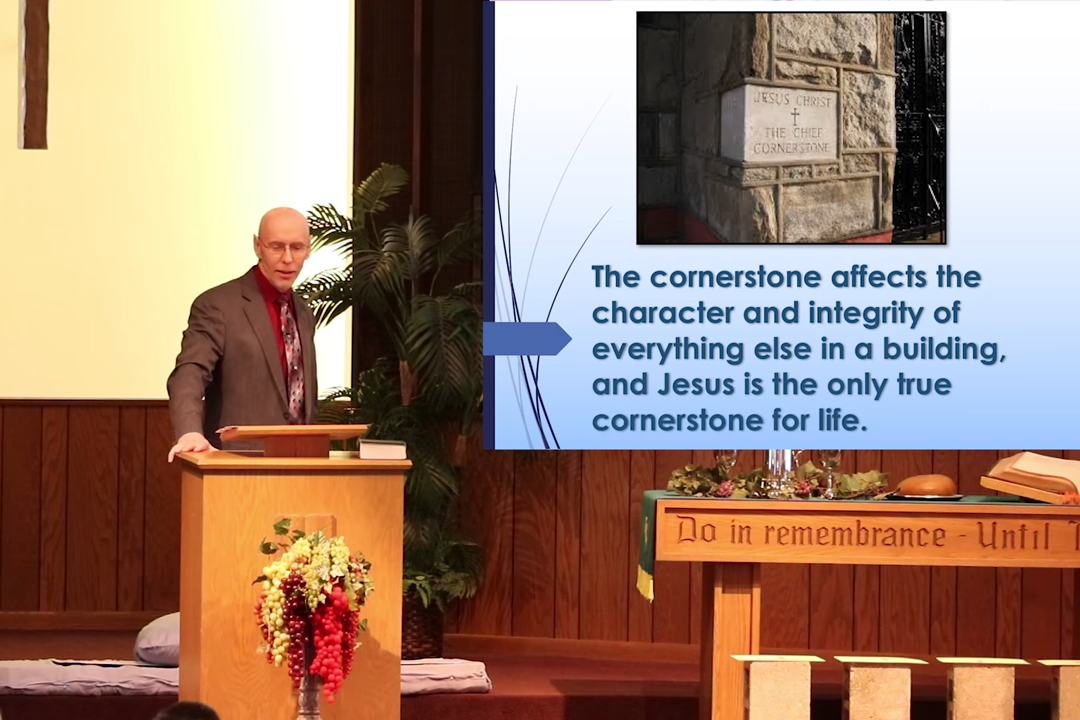 JESUS CHRIST
THE CHIEF
CORNERSTONE
The cornerstone affects the
character and integrity of
everything else in a building,
and Jesus is the only true
cornerstone for life.
Do in remembrance - Until